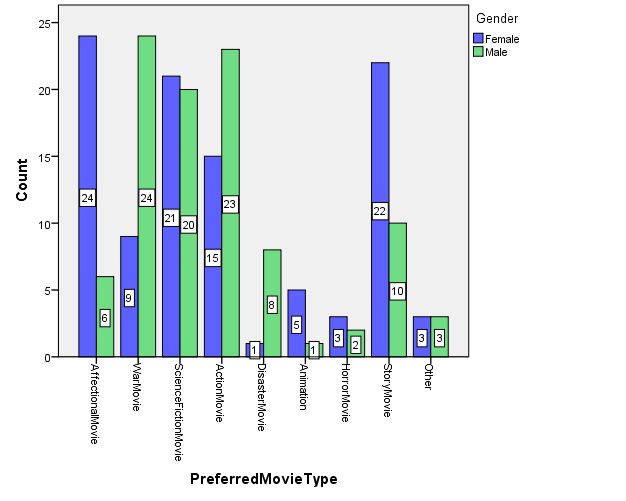 Gender
Female
Male
Count
25
20
15
10
5
0
24
6
9
24
21
20
15
23
1
8
5
1
3
2
22
10
3
3
AffectionalMovie
WarMovie
ScienceFictionMovie
ActionMovie
DisasterMovie
Animation
HorrorMovie
StoryMovie
Other
PreferredMovieType